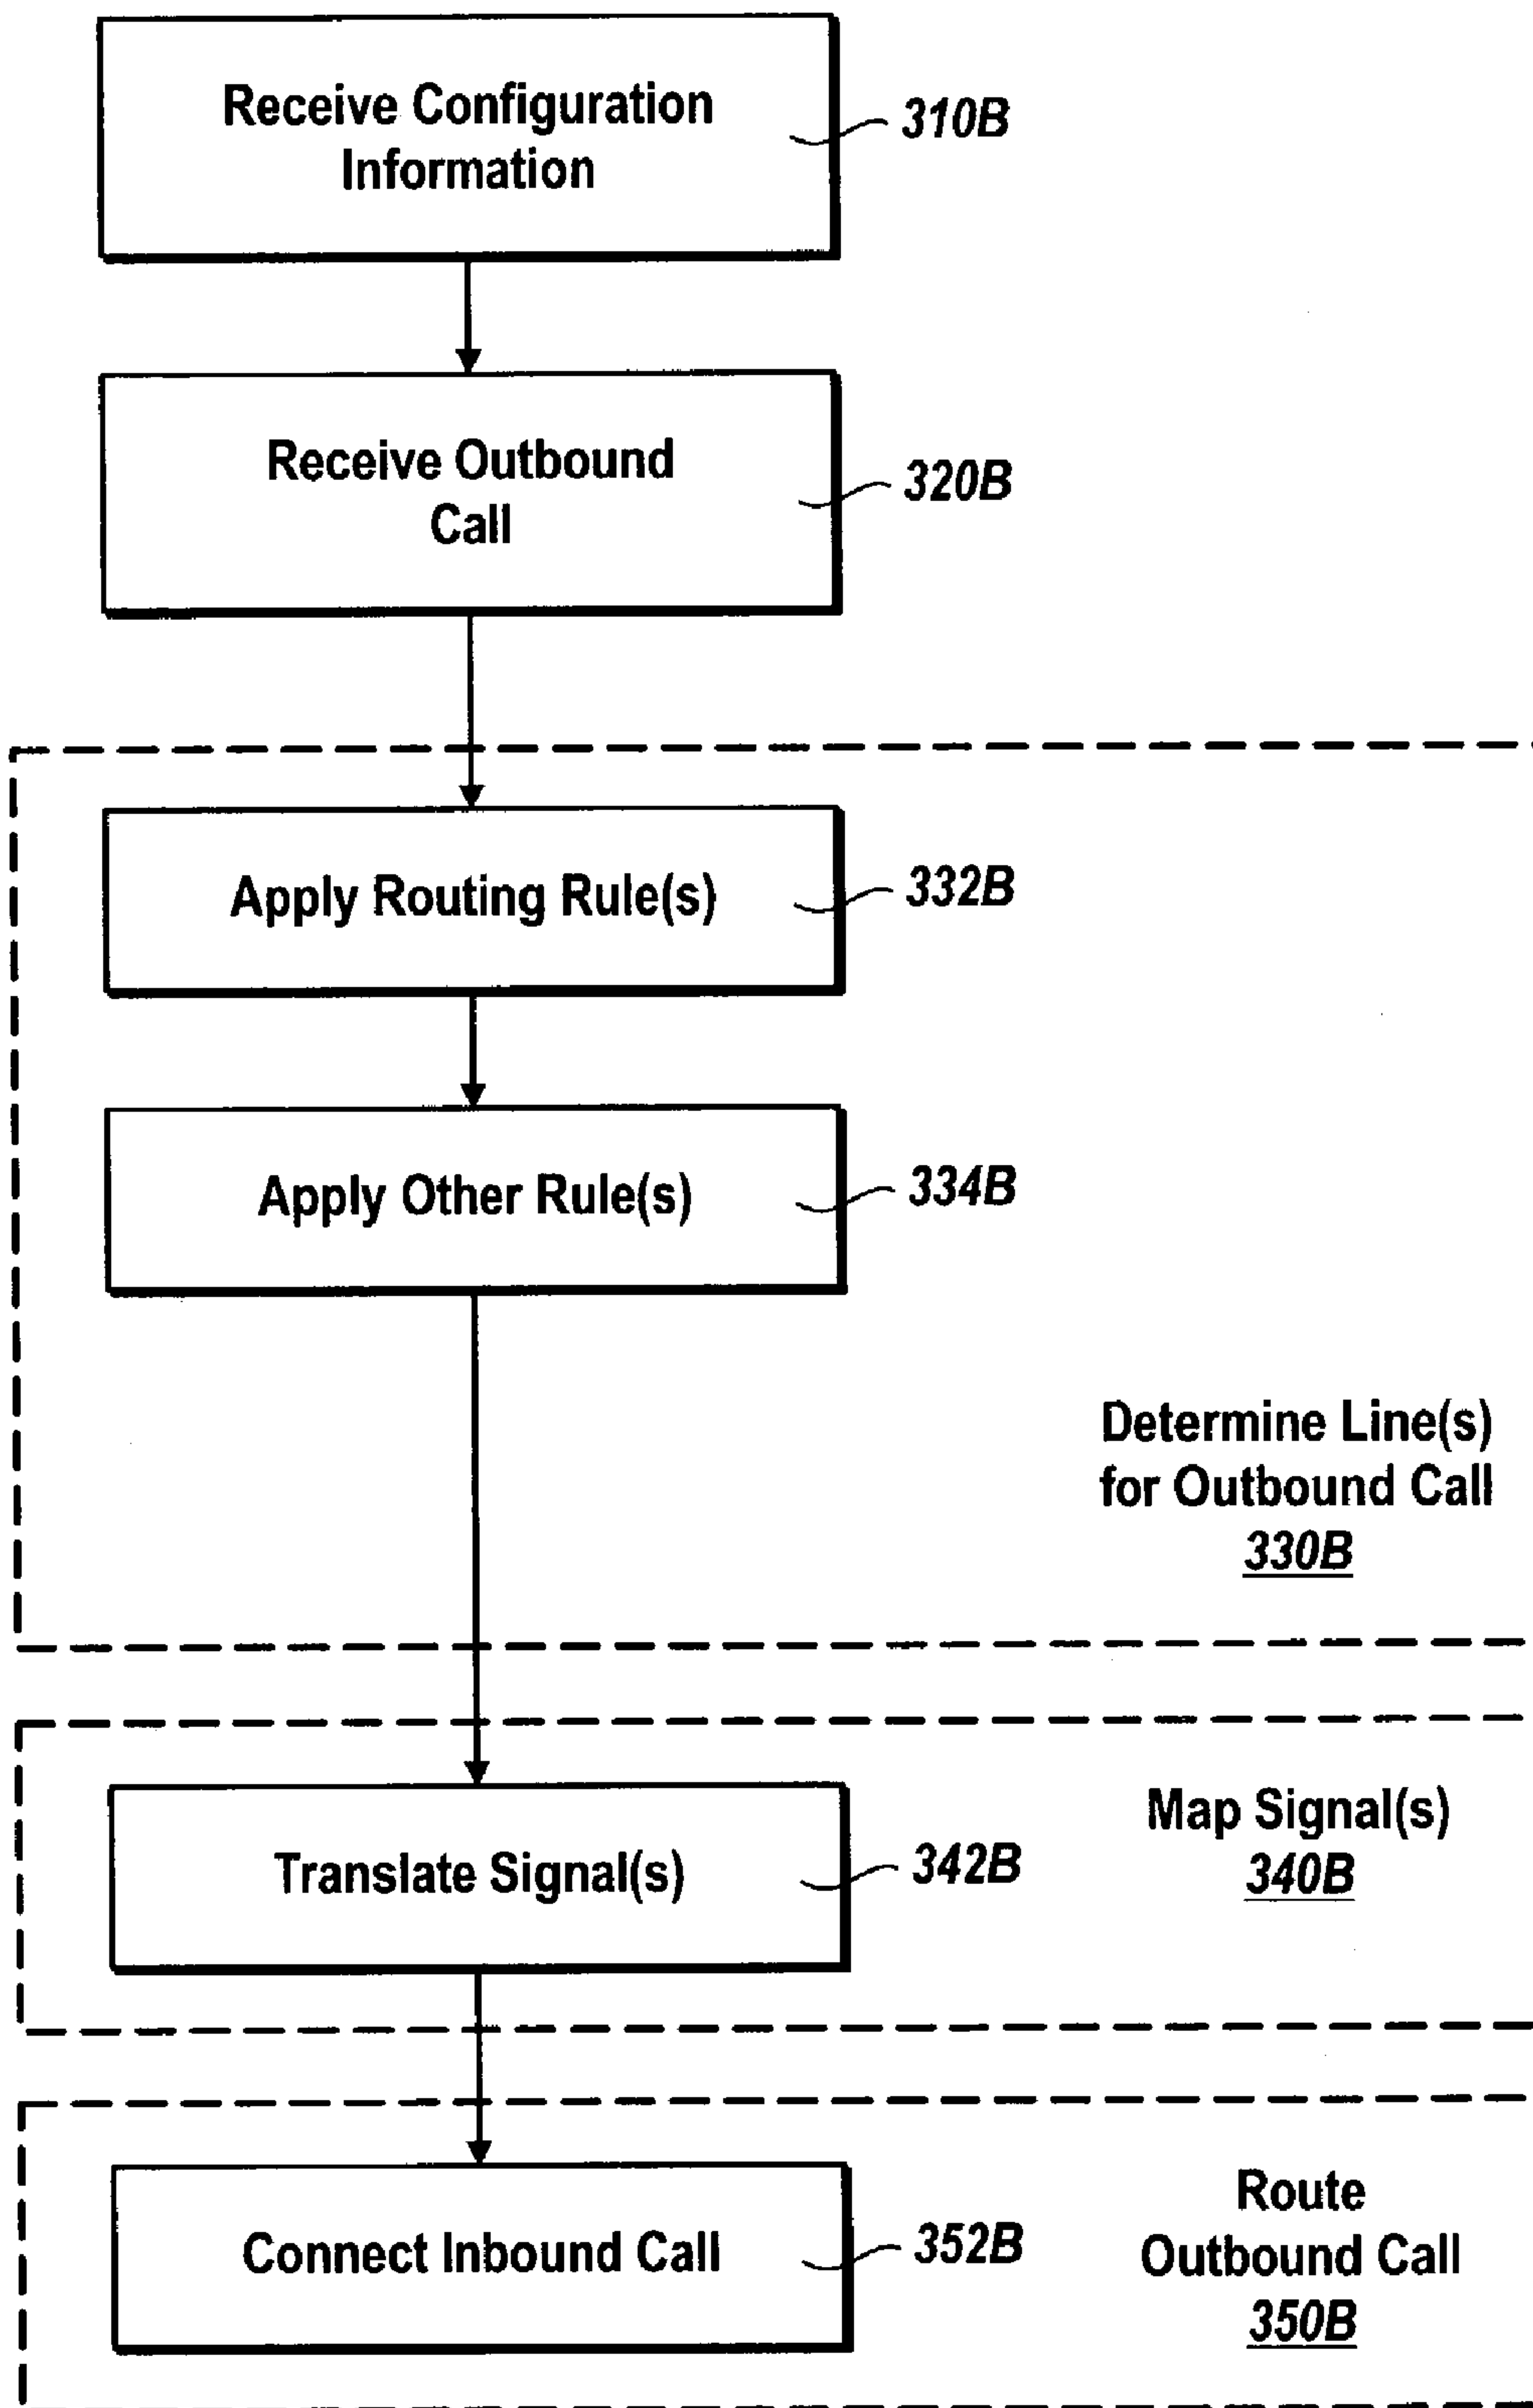 Receive Configuration
Information
310B
Receive Outbound
Call
320B
Apply Routing Rule(s)
332B
Apply Other Rule(s)
334B
Determine Line(s)
for Outbound Call
330B
Translate Signal(s)
342B
Map Signal(s)
340B
Connect Inbound Call
352B
Route
Outbound Call
350B